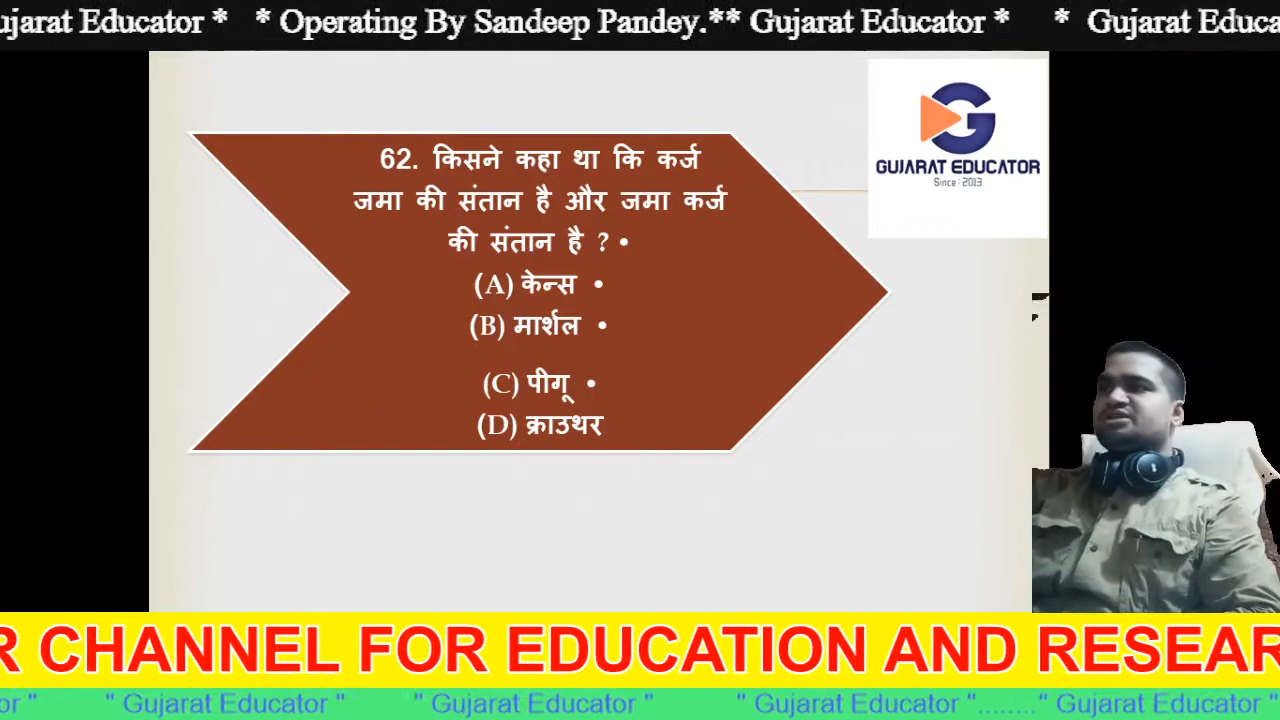 ujarat Educator *    * Operating By Sandeep Pandey.** Gujarat Educator *    *  Gujarat Educa
GUJARAT EDUCATOR
Since : 2013
62. किसने कहा था कि कर्ज
जमा की संतान है और जमा कर्ज
की संतान है ? •
(A) केन्स •
(B) मार्शल •
(C) पीगू •
(D) क्राउथर
R CHANNEL FOR EDUCATION AND RESEAR
or "    " Gujarat Educator "    " Gujarat Educator "    " Gujarat Educator "........" Gujarat Educator "